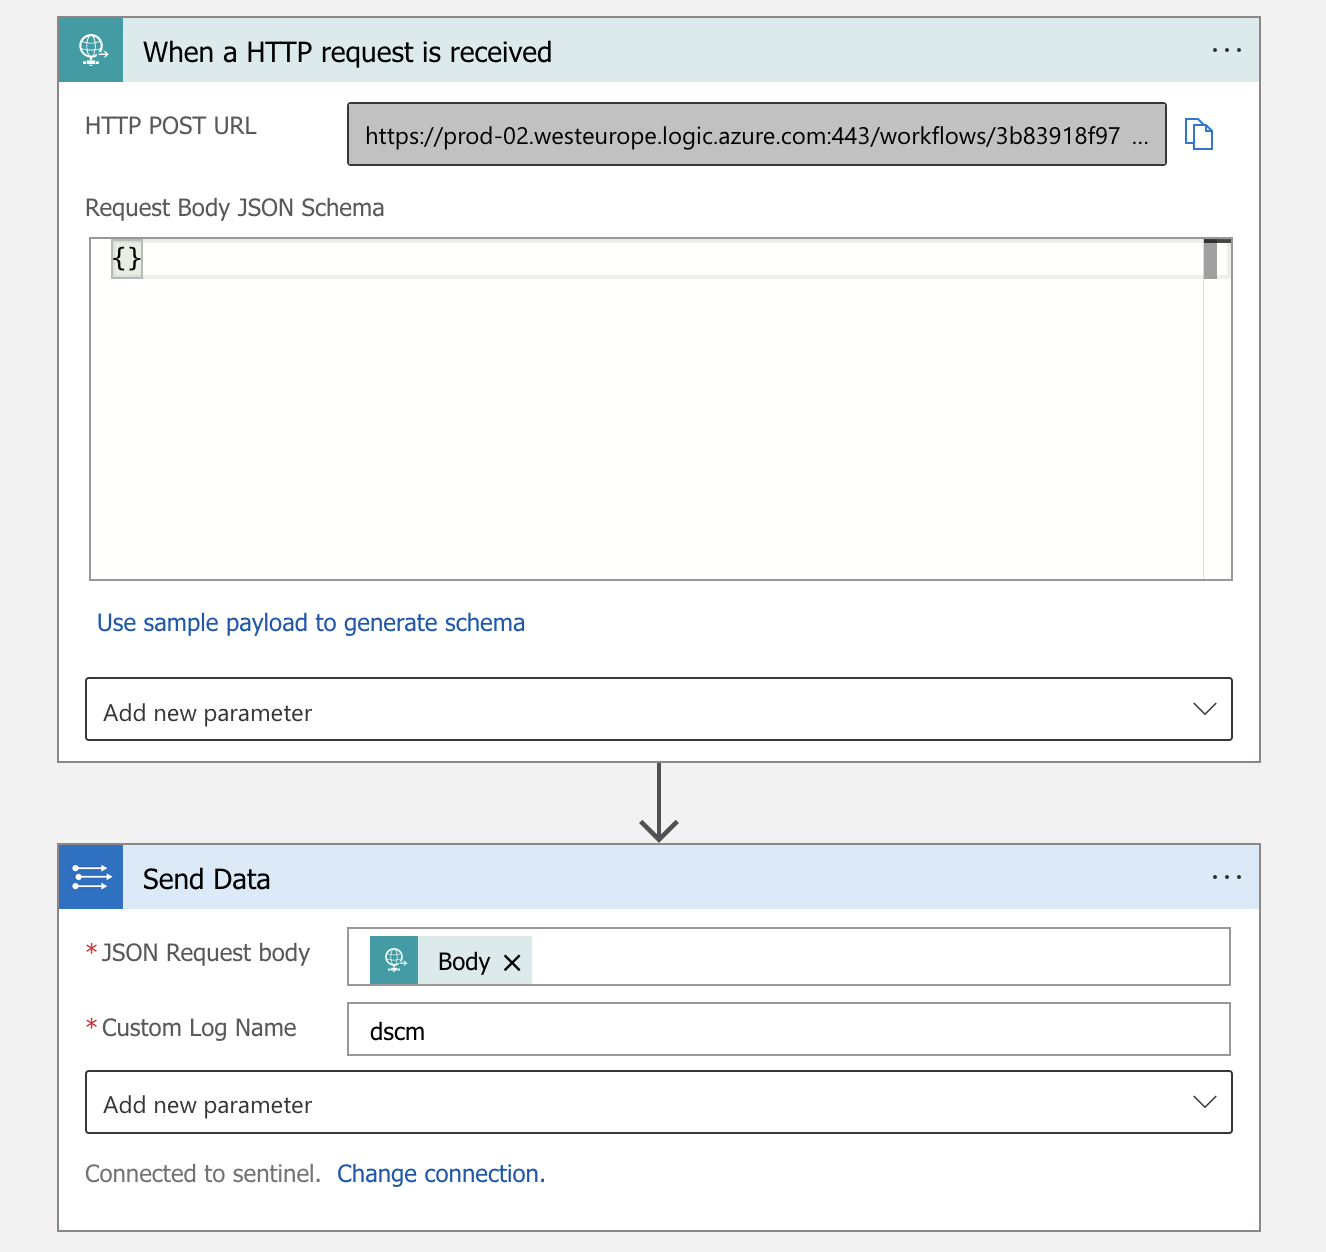 When a HTTP request is received
...
HTTP POST URL
https://prod-02.westeurope.logic.azure.com:443/workflows/3b83918f97 ...
Request Body JSON Schema
{}
Use sample payload to generate schema
Add new parameter
Send Data
...
* JSON Request body
Body ×
* Custom Log Name
dscm
Add new parameter
Connected to sentinel. Change connection.